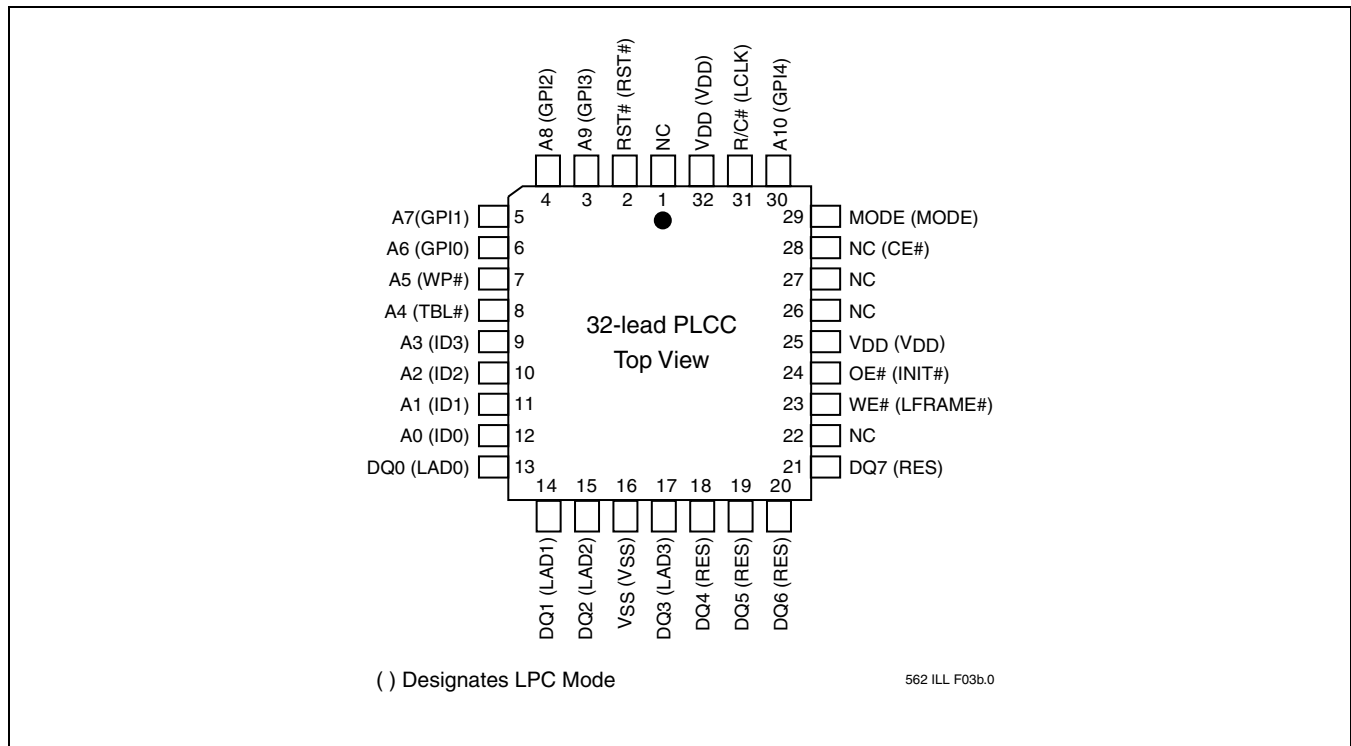 A8 (GPI2)
A9 (GPI3)
RST# (RST#)
NC
VDD (VDD)
R/C# (LCLK)
A10 (GPI4)
4
3
2
1
32
31
30
A7(GPI1) 5
A6 (GPI0) 6
A5 (WP#) 7
A4 (TBL#) 8
A3 (ID3) 9
A2 (ID2) 10
A1 (ID1) 11
A0 (ID0) 12
DQ0 (LAD0) 13
32-lead PLCC
Top View
29 MODE (MODE)
28 NC (CE#)
27 NC
26 NC
25 VDD (VDD)
24 OE# (INIT#)
23 WE# (LFRAME#)
22 NC
21 DQ7 (RES)
14
15
16
17
18
19
20
DQ1 (LAD1)
DQ2 (LAD2)
VSS (VSS)
DQ3 (LAD3)
DQ4 (RES)
DQ5 (RES)
DQ6 (RES)
( ) Designates LPC Mode
562 ILL F03b.0